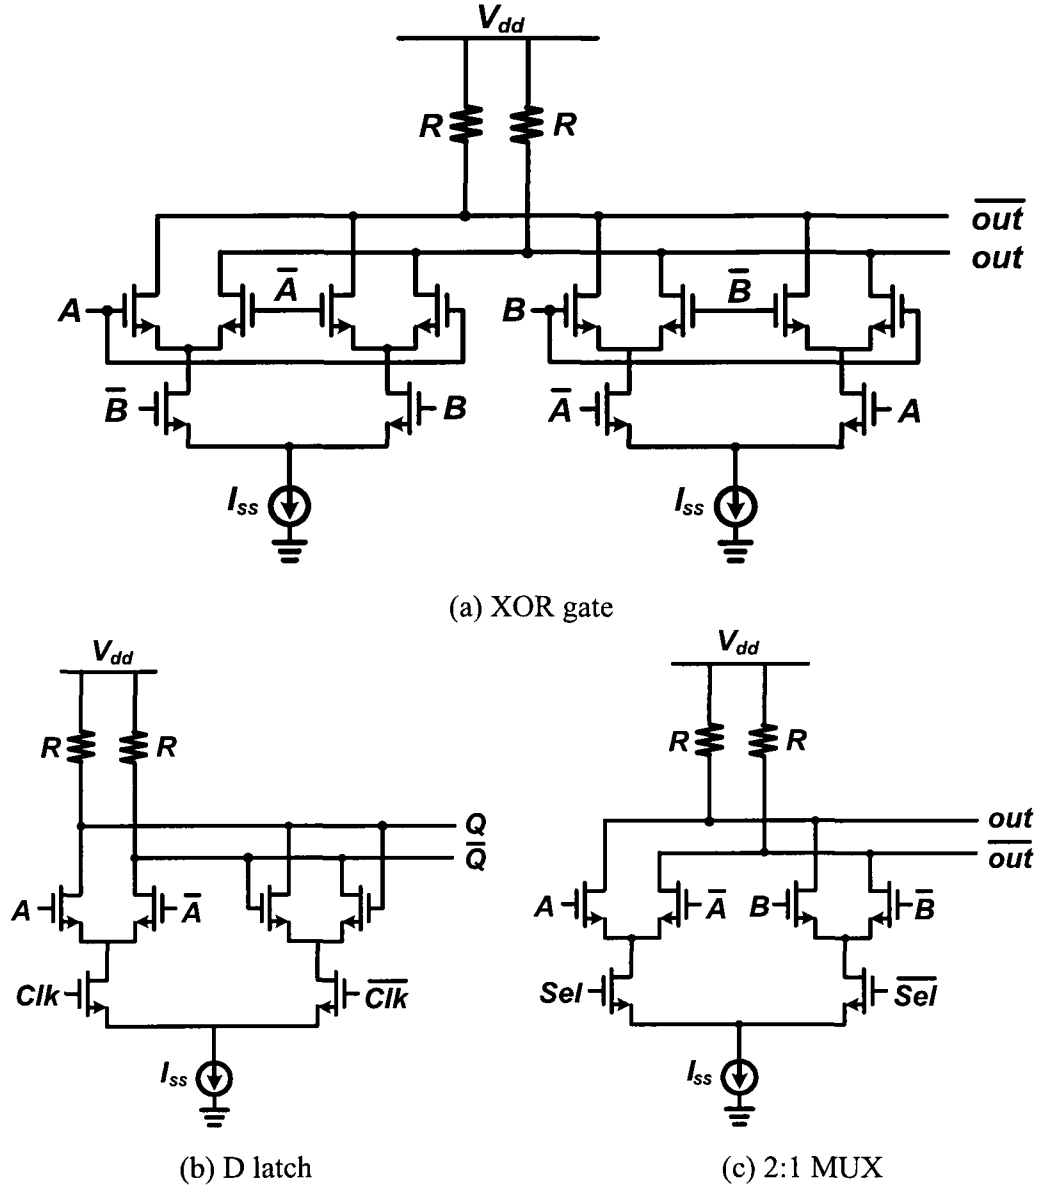 Vdd
R R
out̅
out
A A̅ B B̅
B̅ B A̅ A
Iss Iss
(a) XOR gate
Vdd Vdd
R R R R
Q out
Q̅ out̅
A A̅ A A̅ B B̅
Clk Clk̅ Sel Sel̅
Iss Iss
(b) D latch (c) 2:1 MUX